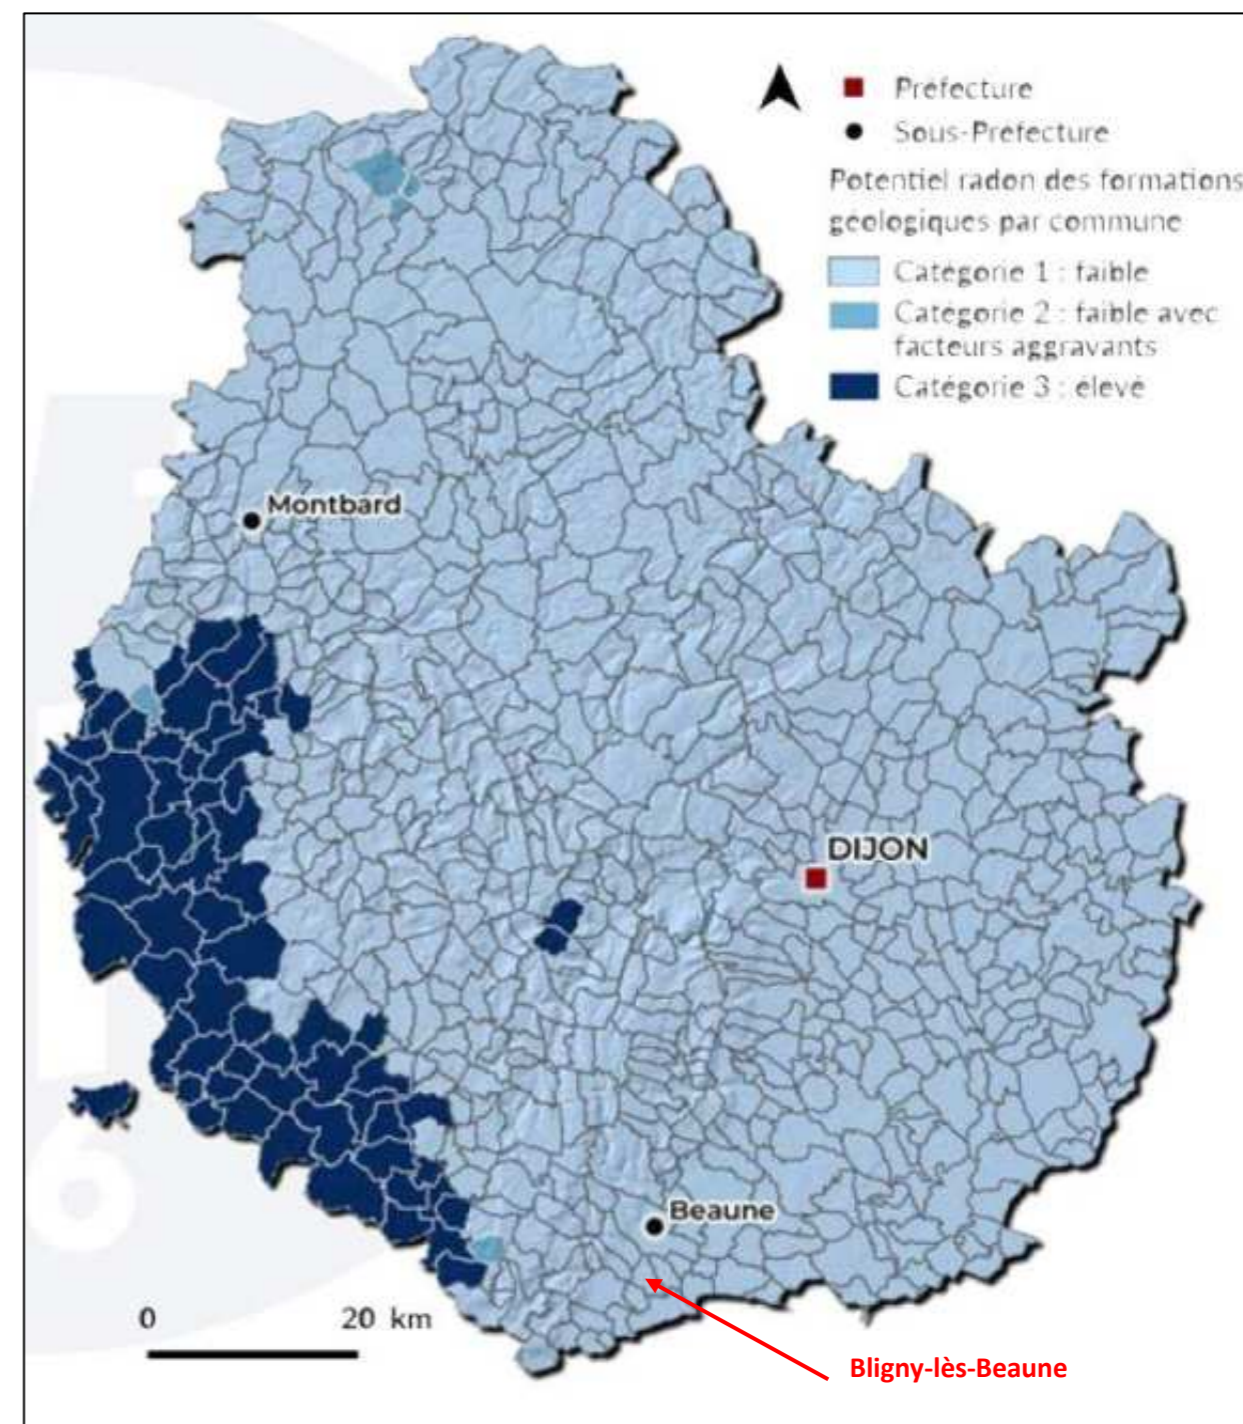 Préfecture
Sous-Préfecture
Potentiel radon des formations
géologiques par commune
Catégorie 1 : faible
Catégorie 2 : faible avec
facteurs aggravants
Catégorie 3 : élevé
Montbard
DIJON
Beaune
0 20 km
Bligny-lès-Beaune